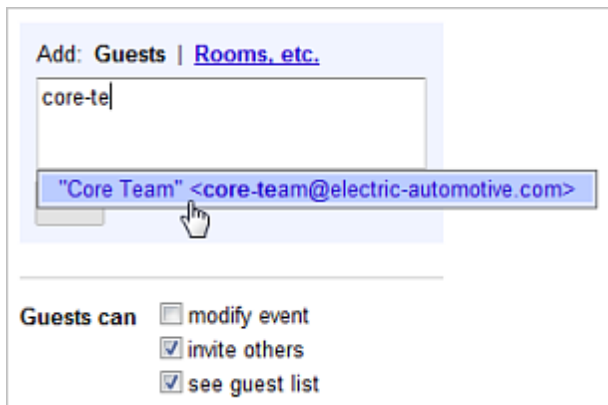 Add: Guests | Rooms, etc.
core-te
"Core Team" <core-team@electric-automotive.com>
Guests can
modify event
invite others
see guest list